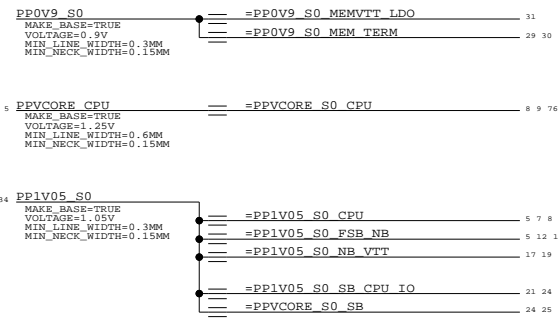 PP0V9_S0 =PP0V9_S0_MEMVTT_LDO 31
MAKE_BASE=TRUE
VOLTAGE=0.9V =PP0V9_S0_MEM_TERM 29 30
MIN_LINE_WIDTH=0.3MM
MIN_NECK_WIDTH=0.15MM
5 PPVCORE_CPU =PPVCORE_S0_CPU 8 9 76
MAKE_BASE=TRUE
VOLTAGE=1.25V
MIN_LINE_WIDTH=0.6MM
MIN_NECK_WIDTH=0.15MM
34 PP1V05_S0
MAKE_BASE=TRUE
VOLTAGE=1.05V =PP1V05_S0_CPU 5 7 8
MIN_LINE_WIDTH=0.3MM
MIN_NECK_WIDTH=0.15MM =PP1V05_S0_FSB_NB 5 12 1
=PP1V05_S0_NB_VTT 17 19
=PP1V05_S0_SB_CPU_IO 21 24
=PPVCORE_S0_SB 24 25